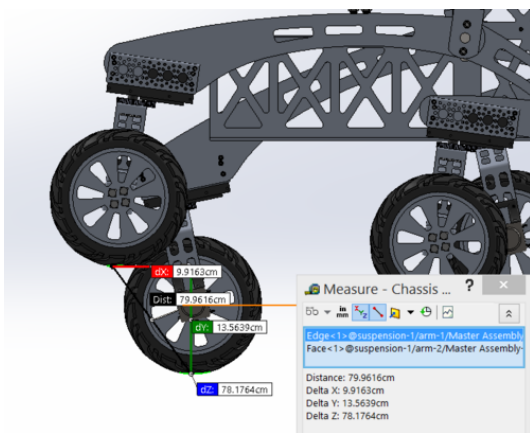 dX: 9.9163cm
Dist: 79.9616cm
dY: 13.5639cm
dZ: 78.1764cm
Measure - Chassis ... ?
in
mm
XYZ
Edge<1>@suspension-1/arm-1/Master Assembly
Face<1>@suspension-1/arm-2/Master Assembly-
Distance: 79.9616cm
Delta X: 9.9163cm
Delta Y: 13.5639cm
Delta Z: 78.1764cm